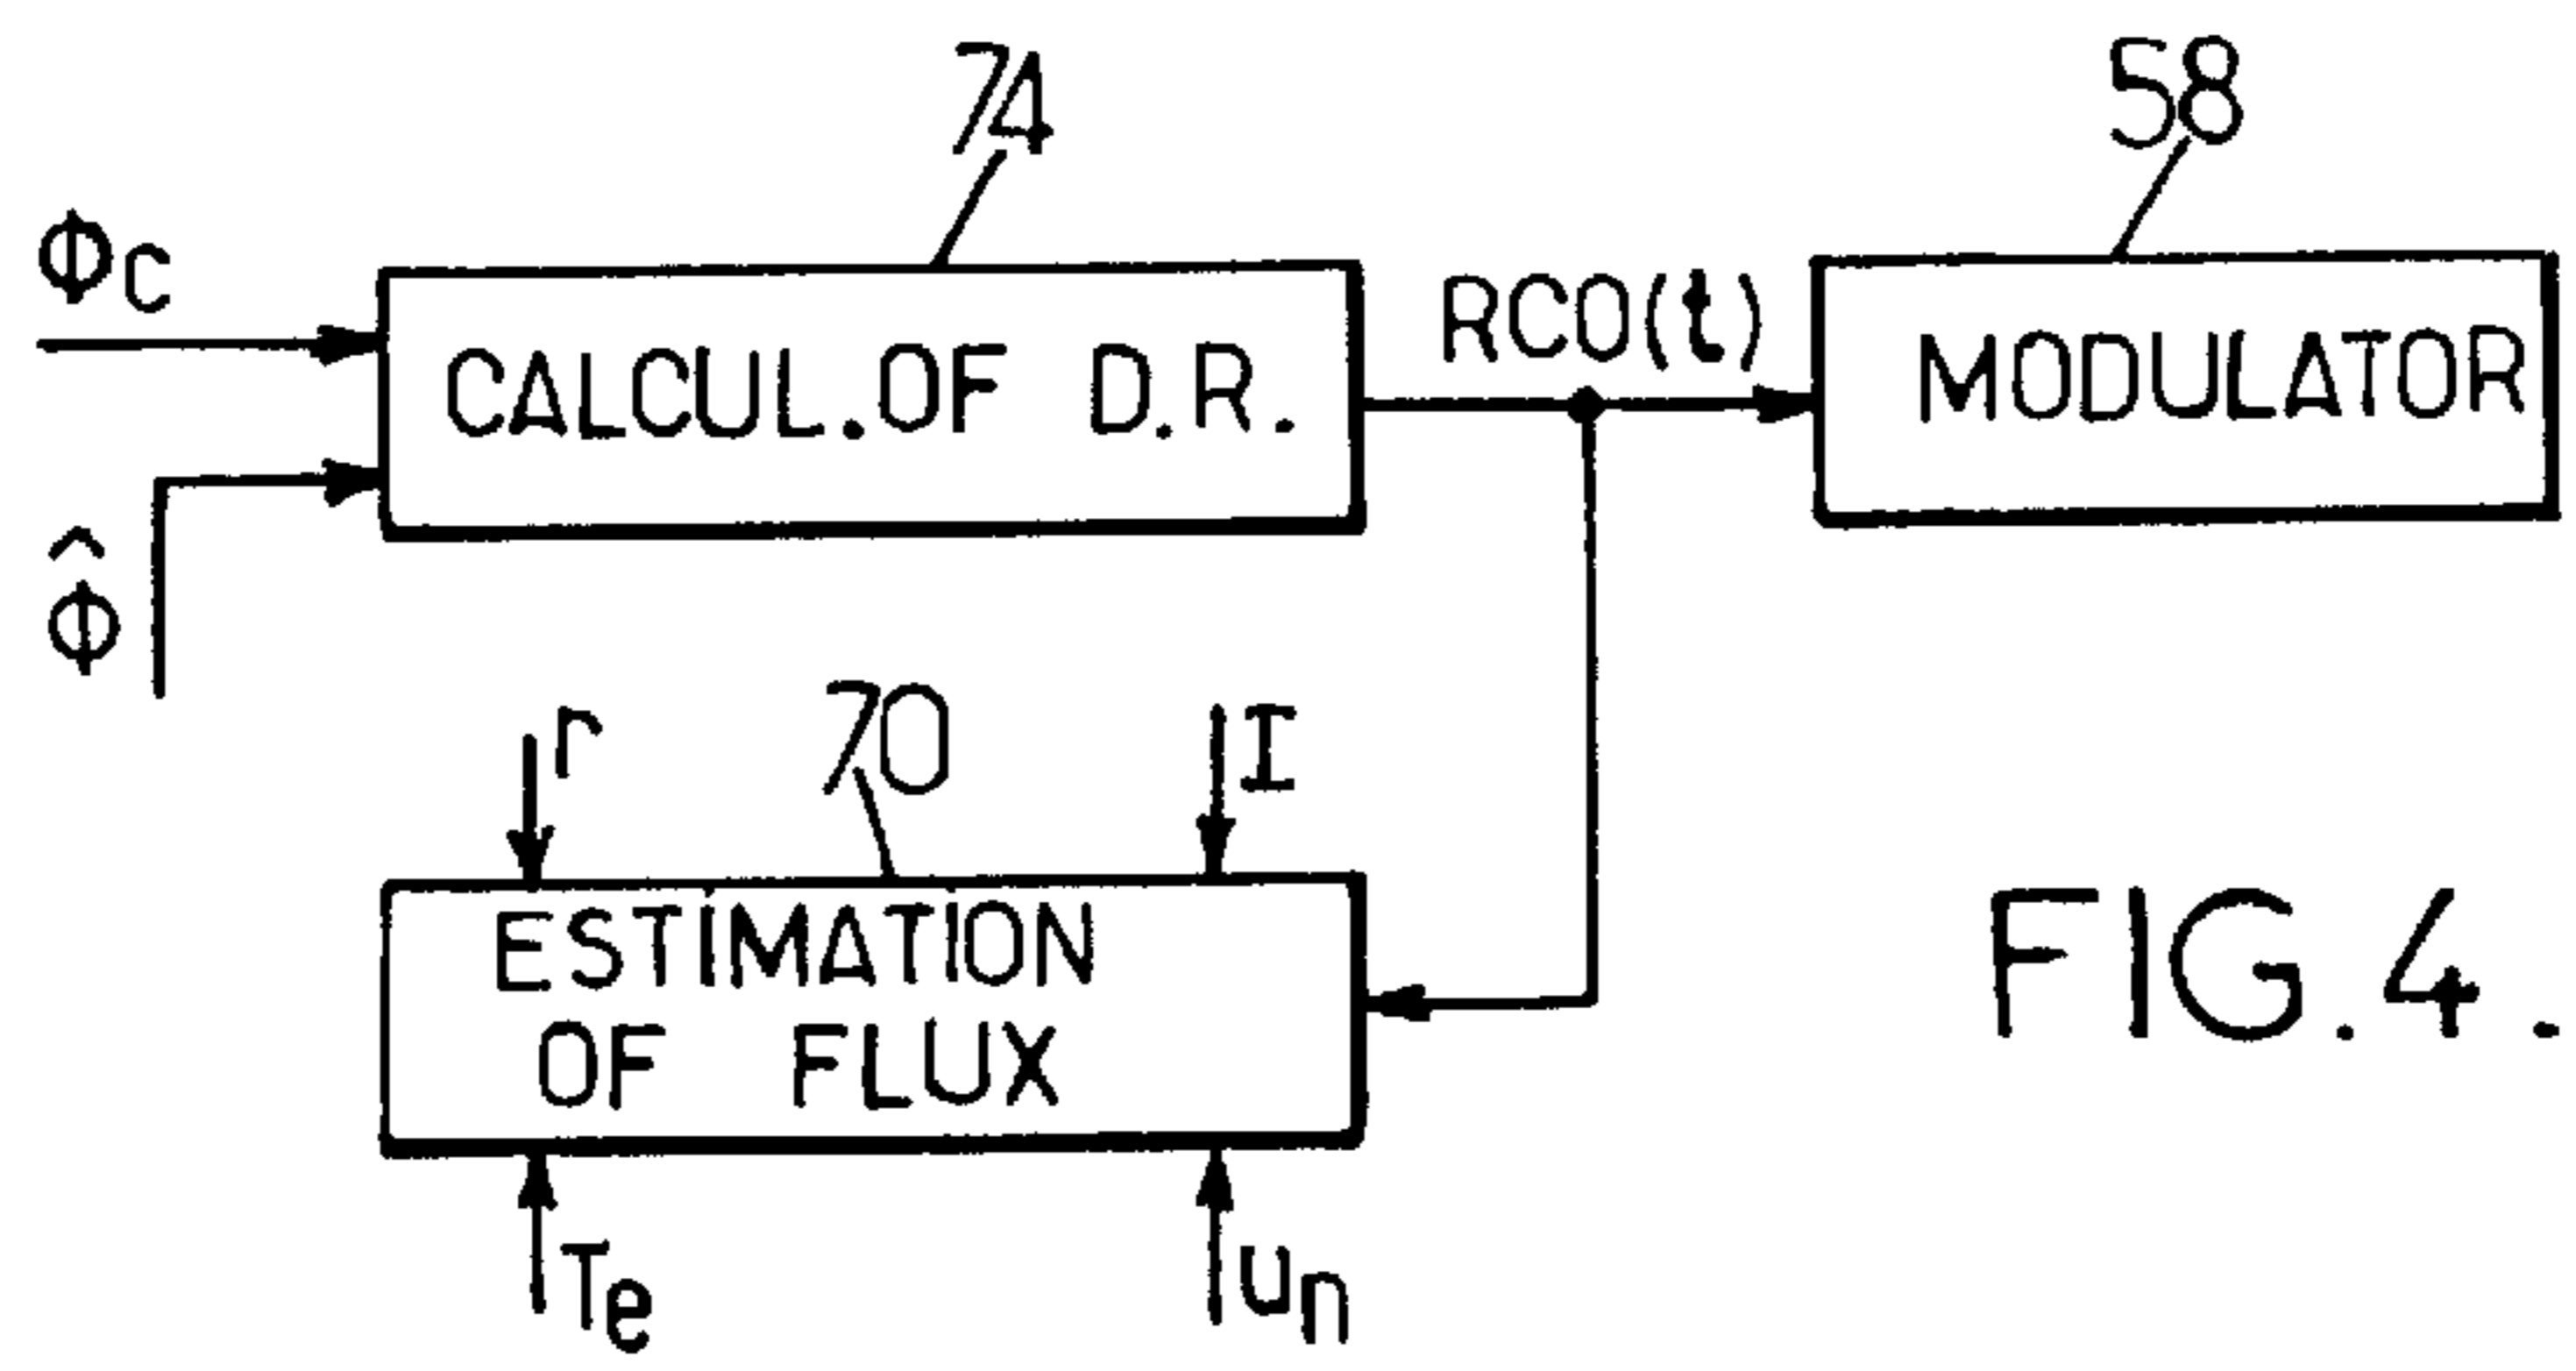 74
58
ΦC
CALCUL. OF D.R.
RCO(t)
MODULATOR
Φ̂
r
70
I
ESTIMATION
OF FLUX
Te
un
FIG.4.